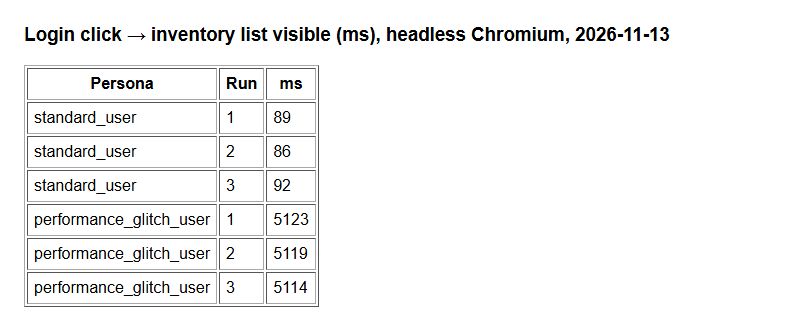 Login click → inventory list visible (ms), headless Chromium, 2026-11-13
Persona Run ms
standard_user 1 89
standard_user 2 86
standard_user 3 92
performance_glitch_user 1 5123
performance_glitch_user 2 5119
performance_glitch_user 3 5114